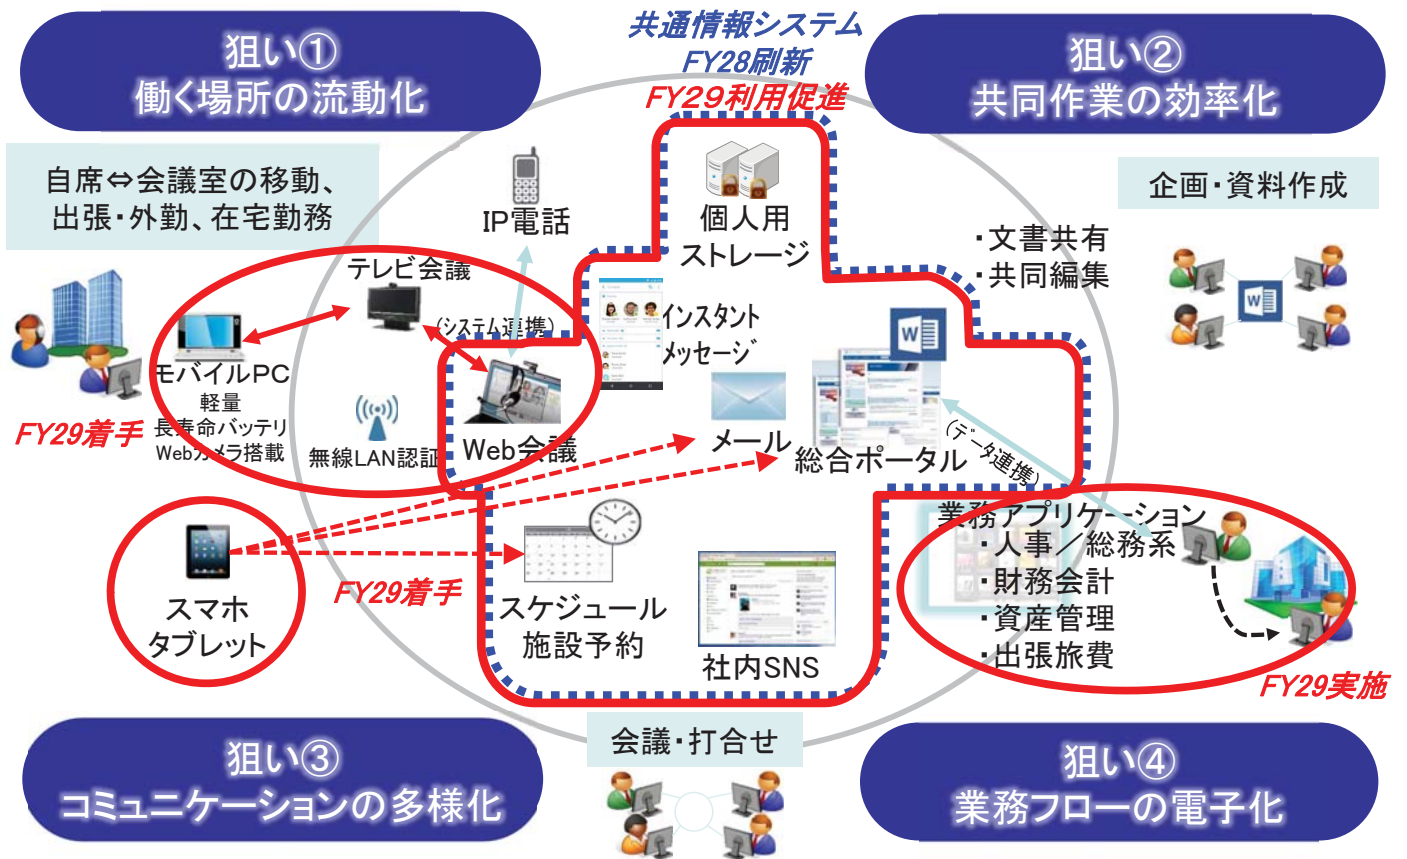 狙い①
働く場所の流動化
共通情報システム
FY28刷新
FY29利用促進
狙い②
共同作業の効率化
自席⇔会議室の移動、
出張・外勤、在宅勤務
企画・資料作成
IP電話
個人用
ストレージ
・文書共有
・共同編集
テレビ会議
(システム連携)
インスタント
メッセージ
モバイルPC
軽量
長寿命バッテリ
Webカメラ搭載
FY29着手
無線LAN認証
Web会議
メール
総合ポータル
(データ連携)
業務アプリケーション
・人事／総務系
・財務会計
・資産管理
・出張旅費
FY29実施
スマホ
タブレット
FY29着手
スケジュール
施設予約
社内SNS
狙い③
コミュニケーションの多様化
会議・打合せ
狙い④
業務フローの電子化